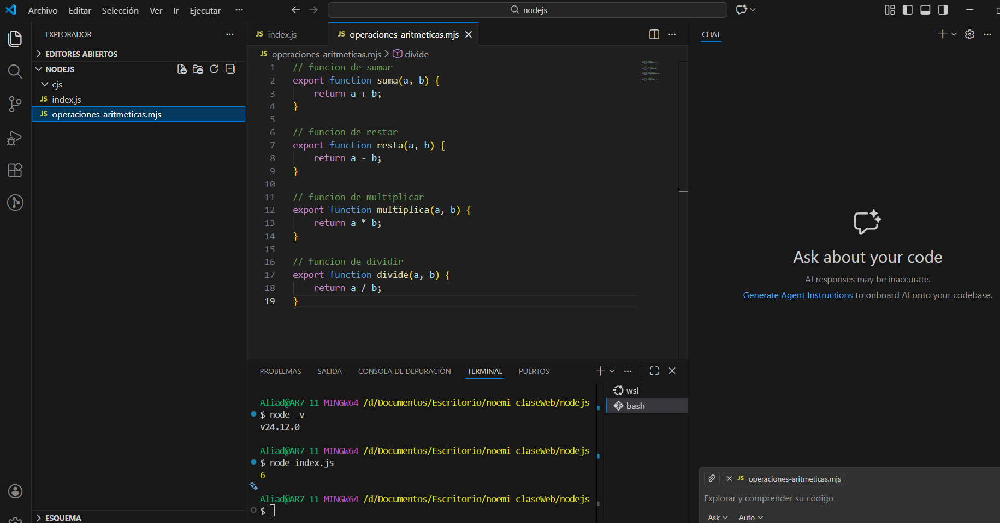 Archivo Editar Selección Ver Ir Ejecutar ··· nodejs
EXPLORADOR
EDITORES ABIERTOS
NODEJS
cjs
JS index.js
JS operaciones-aritmeticas.mjs
ESQUEMA
JS index.js JS operaciones-aritmeticas.mjs
JS operaciones-aritmeticas.mjs > divide
1 // funcion de sumar
2 export function suma(a, b) {
3 return a + b;
4 }
5
6 // funcion de restar
7 export function resta(a, b) {
8 return a - b;
9 }
10
11 // funcion de multiplicar
12 export function multiplica(a, b) {
13 return a * b;
14 }
15
16 // funcion de dividir
17 export function divide(a, b) {
18 return a / b;
19 }
PROBLEMAS SALIDA CONSOLA DE DEPURACIÓN TERMINAL PUERTOS
Aliad@AR7-11 MINGW64 /d/Documentos/Escritorio/noemi claseWeb/nodejs
$ node -v
v24.12.0
Aliad@AR7-11 MINGW64 /d/Documentos/Escritorio/noemi claseWeb/nodejs
$ node index.js
6
Aliad@AR7-11 MINGW64 /d/Documentos/Escritorio/noemi claseWeb/nodejs
$
wsl
bash
CHAT
Ask about your code
AI responses may be inaccurate.
Generate Agent Instructions to onboard AI onto your codebase.
JS operaciones-aritmeticas.mjs
Explorar y comprender su código
Ask Auto